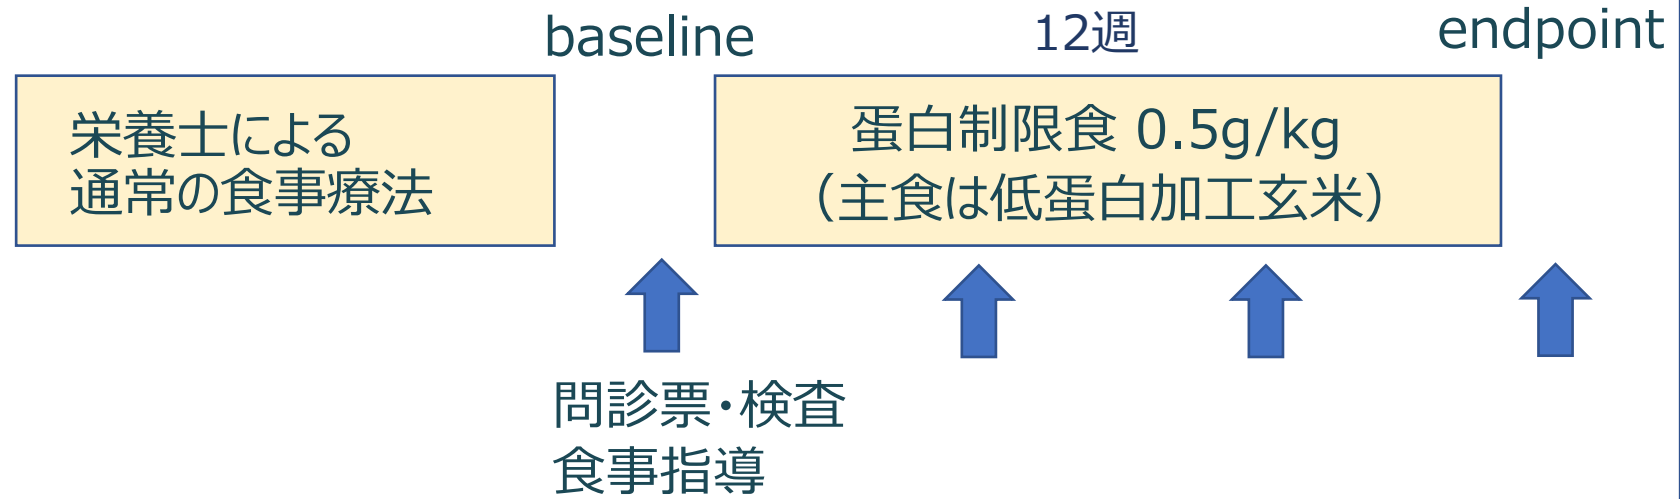 baseline
12週
endpoint
栄養士による
通常の食事療法
蛋白制限食 0.5g/kg
（主食は低蛋白加工玄米）
問診票・検査
食事指導